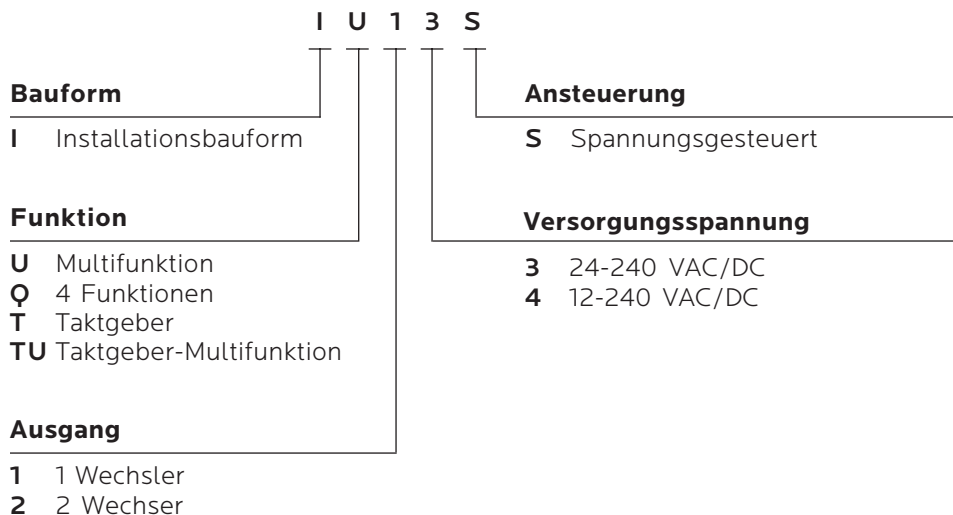 I U 1 3 S
Bauform
I Installationsbauform
Funktion
U Multifunktion
Q 4 Funktionen
T Taktgeber
TU Taktgeber-Multifunktion
Ausgang
1 1 Wechsler
2 2 Wechser
Ansteuerung
S Spannungsgesteuert
Versorgungsspannung
3 24-240 VAC/DC
4 12-240 VAC/DC